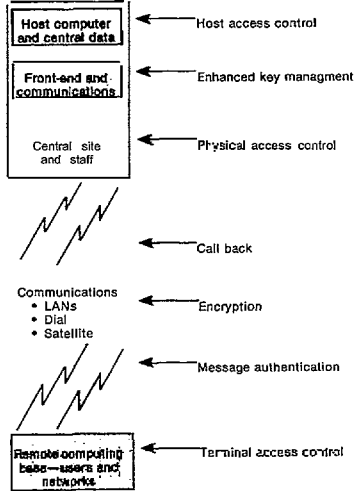 Host computer
and central data
Host access control
Front-end and
communications
Enhanced key managment
Central site
and staff
Physical access control
Call back
Communications
• LANs
• Dial
• Satellite
Encryption
Message authentication
Remote computing
base—users and
networks
Terminal access control